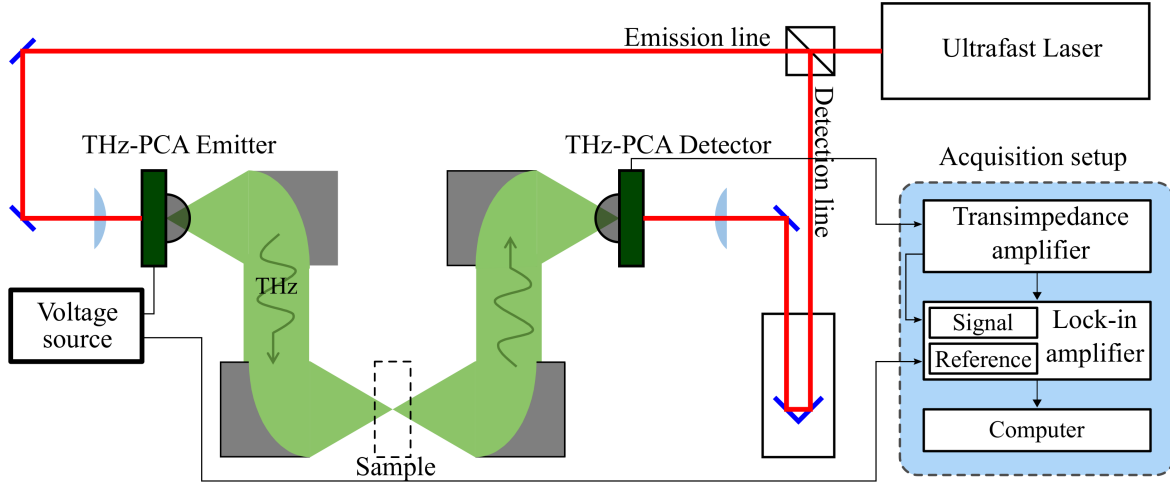 Emission line
Ultrafast Laser
Detection line
THz-PCA Emitter
THz-PCA Detector
Acquisition setup
Transimpedance
amplifier
THz
Voltage
source
Signal
Lock-in
amplifier
Reference
Computer
Sample